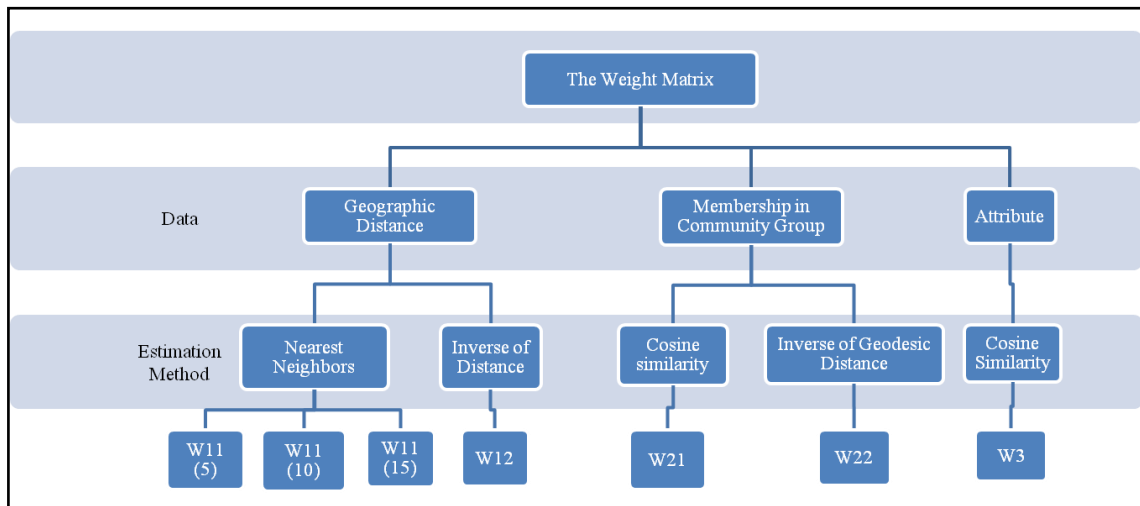 The Weight Matrix
Data
Geographic
Distance
Membership in
Community Group
Attribute
Estimation
Method
Nearest
Neighbors
Inverse of
Distance
Cosine
similarity
Inverse of Geodesic
Distance
Cosine
Similarity
W11
(5)
W11
(10)
W11
(15)
W12
W21
W22
W3